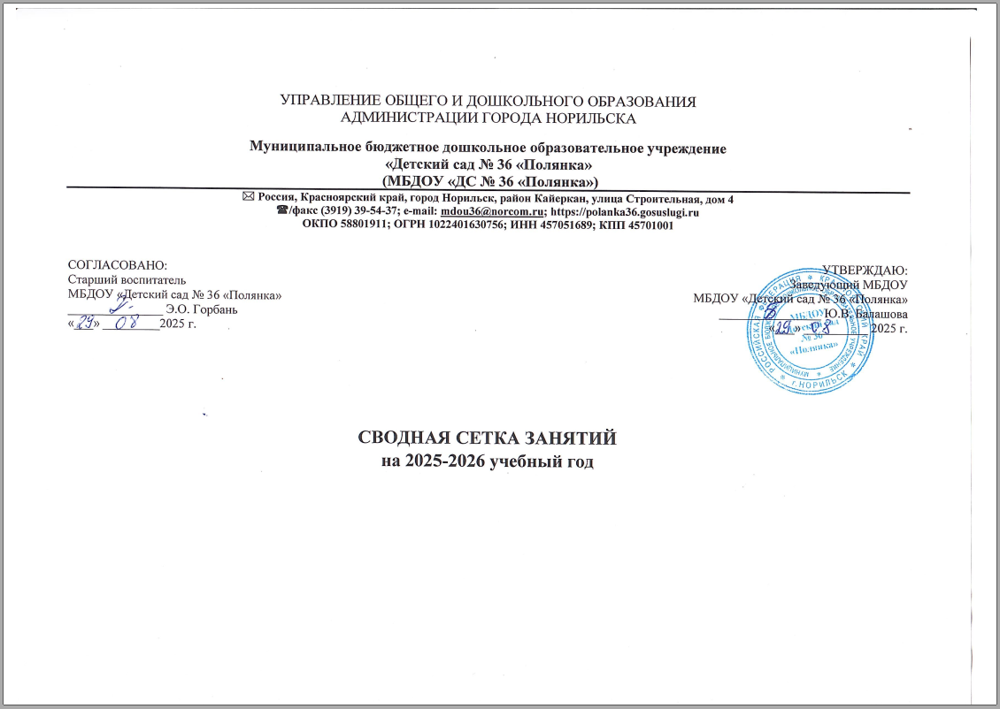 УПРАВЛЕНИЕ ОБЩЕГО И ДОШКОЛЬНОГО ОБРАЗОВАНИЯ
АДМИНИСТРАЦИИ ГОРОДА НОРИЛЬСКА
Муниципальное бюджетное дошкольное образовательное учреждение
«Детский сад № 36 «Полянка»
(МБДОУ «ДС № 36 «Полянка»)
Россия, Красноярский край, город Норильск, район Кайеркан, улица Строительная, дом 4
/факс (3919) 39-54-37; e-mail: mdou36@norcom.ru; https://polanka36.gosuslugi.ru
ОКПО 58801911; ОГРН 1022401630756; ИНН 457051689; КПП 45701001
СОГЛАСОВАНО:
Старший воспитатель
МБДОУ «Детский сад № 36 «Полянка»
Э.О. Горбань
«29» 08 2025 г.
УТВЕРЖДАЮ:
Заведующий МБДОУ
МБДОУ «Детский сад № 36 «Полянка»
Ю.В. Балашова
«29» 08 2025 г.
РОССИЙСКАЯ ФЕДЕРАЦИЯ * КРАСНОЯРСКИЙ КРАЙ * г.НОРИЛЬСК *
МБДОУ
Детский сад
№ 36
«Полянка»
СВОДНАЯ СЕТКА ЗАНЯТИЙ
на 2025-2026 учебный год